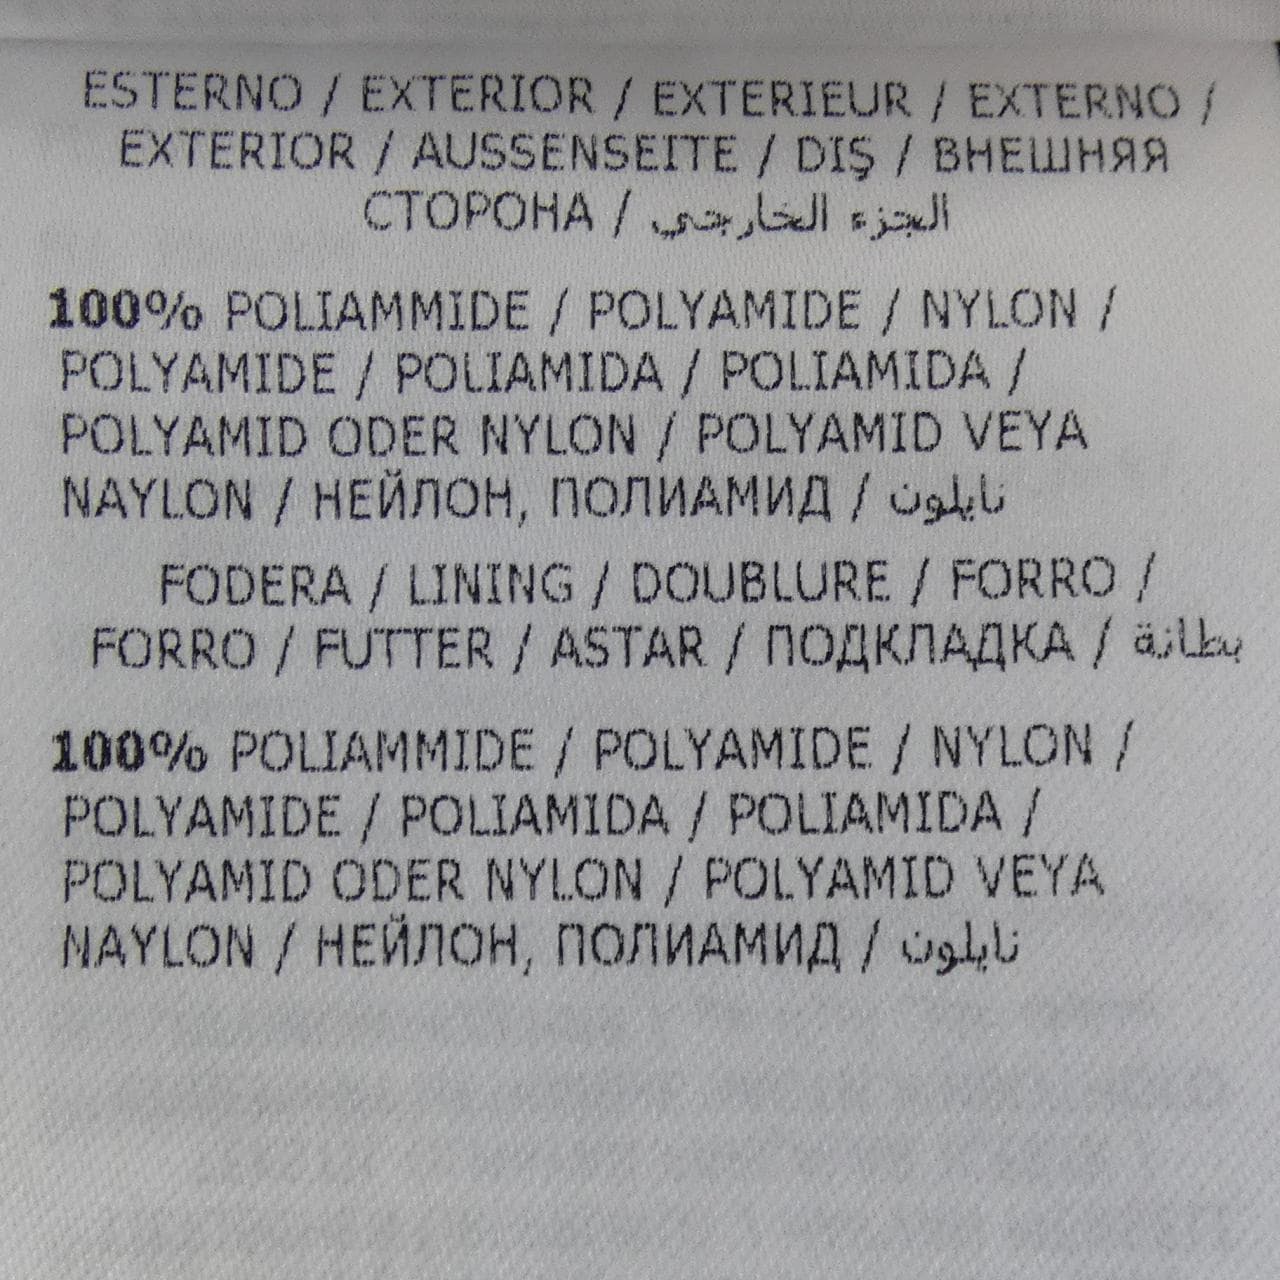 ESTERNO / EXTERIOR / EXTERIEUR / EXTERNO /
EXTERIOR / AUSSENSEITE / DIŞ / ВНЕШНЯЯ
СТОРОНА / الجزء الخارجي
100% POLIAMMIDE / POLYAMIDE / NYLON /
POLYAMIDE / POLIAMIDA / POLIAMIDA /
POLYAMID ODER NYLON / POLYAMID VEYA
NAYLON / НЕЙЛОН, ПОЛИАМИД / نايلون
FODERA / LINING / DOUBLURE / FORRO /
FORRO / FUTTER / ASTAR / ПОДКЛАДКА / بطانة
100% POLIAMMIDE / POLYAMIDE / NYLON /
POLYAMIDE / POLIAMIDA / POLIAMIDA /
POLYAMID ODER NYLON / POLYAMID VEYA
NAYLON / НЕЙЛОН, ПОЛИАМИД / نايلون